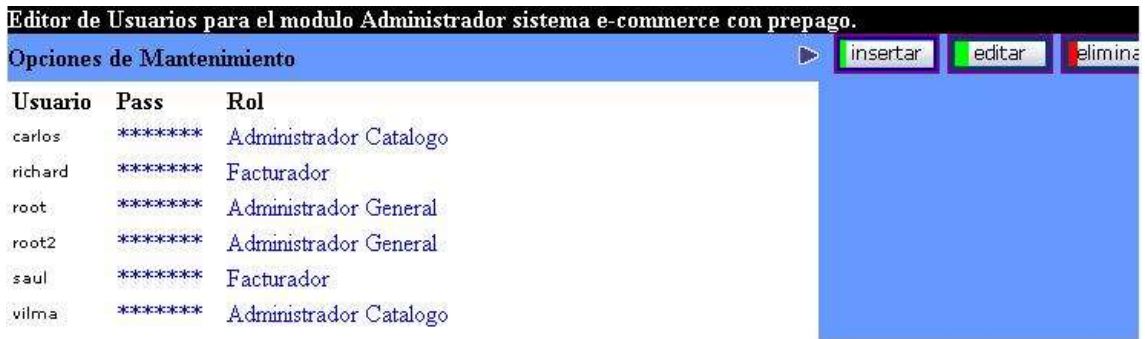 Editor de Usuarios para el modulo Administrador sistema e-commerce con prepago.
Opciones de Mantenimiento insertar editar elimina
Usuario Pass Rol
carlos ******* Administrador Catalogo
richard ******* Facturador
root ******* Administrador General
root2 ******* Administrador General
saul ******* Facturador
vilma ******* Administrador Catalogo